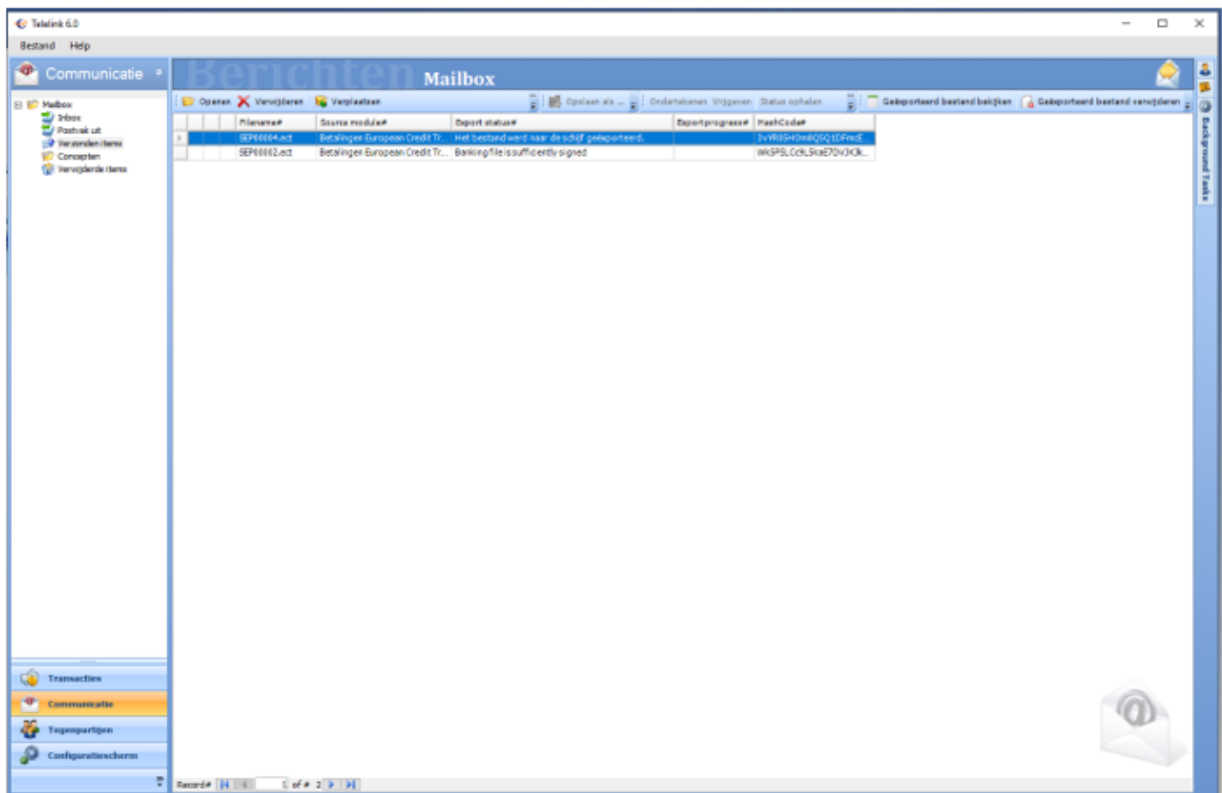 Telelink 6.0
Bestand Help
Communicatie
Berichten Mailbox
Openen Verwijderen Verplaatsen Opslaan als ... Ondertekenen Vrijgeven Status ophalen Geëxporteerd bestand bekijken Geëxporteerd bestand verwijderen
Mailbox
Inbox
Postvak uit
Verzonden items
Concepten
Verwijderde items
Filename# Source module# Export status# Exportprogress# HashCode#
SEP00004.ect Betalingen European Credit Tr... Het bestand werd naar de schijf geëxporteerd.
SEP00002.ect Betalingen European Credit Tr... Banking file is sufficiently signed
Background Tasks
Transacties
Communicatie
Tegenpartijen
Configuratiescherm
Record# 1 of # 2